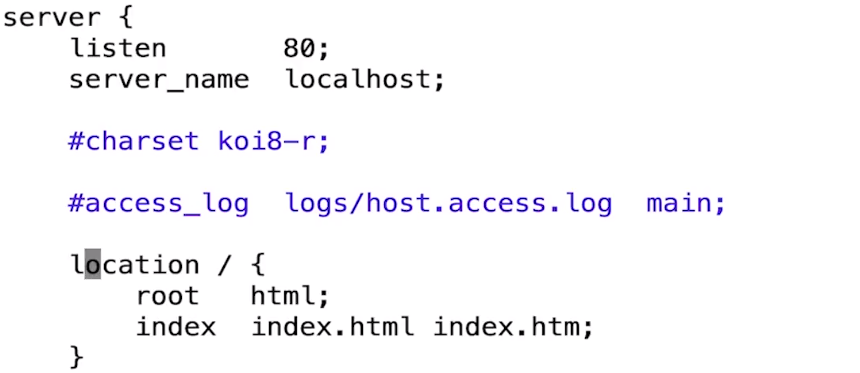 server {
    listen       80;
    server_name  localhost;

    #charset koi8-r;

    #access_log  logs/host.access.log  main;

    location / {
        root   html;
        index  index.html index.htm;
    }